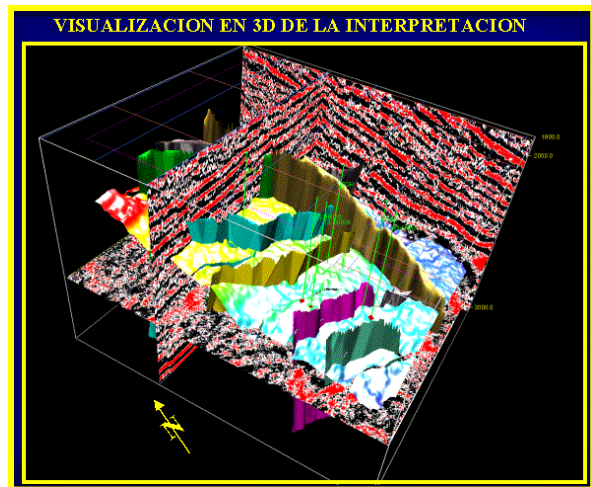 VISUALIZACION EN 3D DE LA INTERPRETACION
1800.0
2000.0
3000.0
N